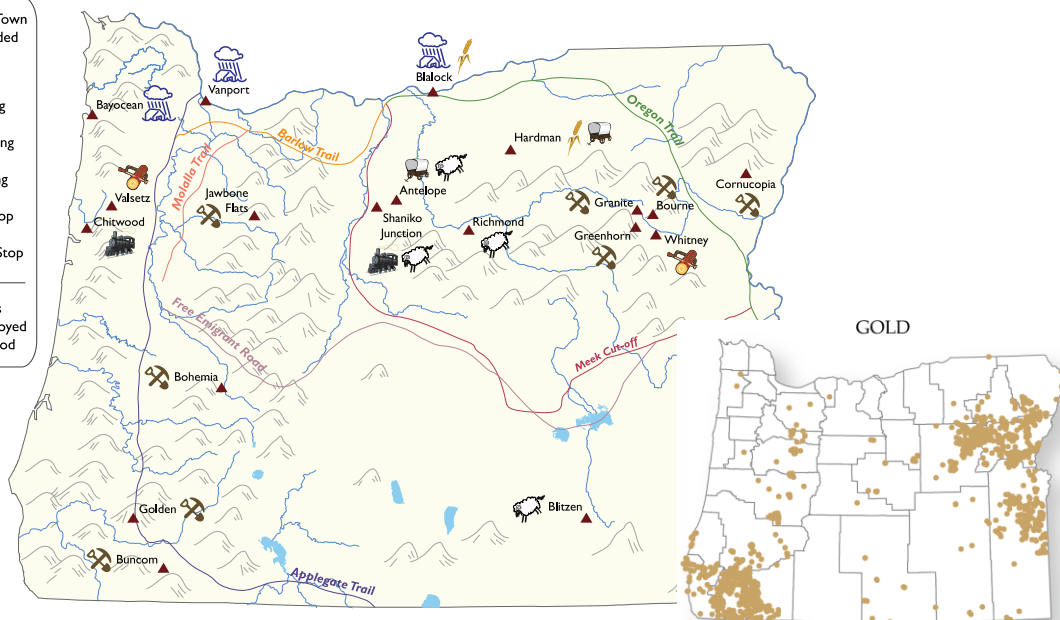 Town
ded
g
ing
ng
op
Stop
s
oyed
od
Vanport
Blalock
Bayocean
Oregon Trail
Barlow Trail
Hardman
Molalla Trail
Cornucopia
Antelope
Valsetz
Jawbone
Flats
Granite
Bourne
Chitwood
Shaniko
Junction
Richmond
Greenhorn
Whitney
Free Emigrant Road
GOLD
Meek Cut-off
Bohemia
Golden
Blitzen
Buncom
Applegate Trail